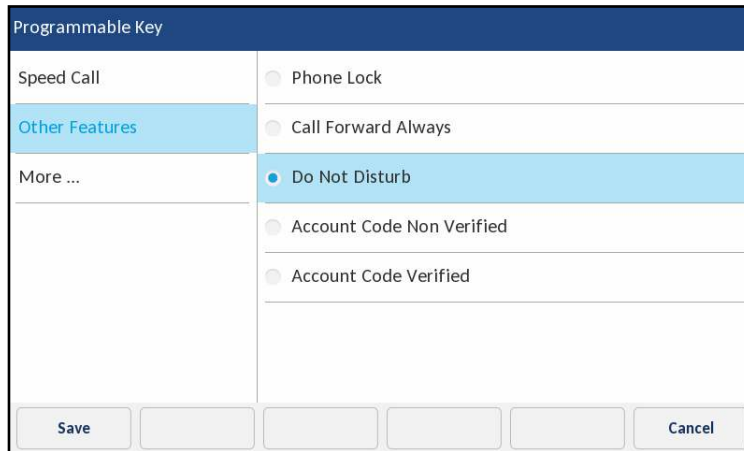 Programmable Key
Speed Call
Other Features
More ...
Phone Lock
Call Forward Always
Do Not Disturb
Account Code Non Verified
Account Code Verified
Save
Cancel